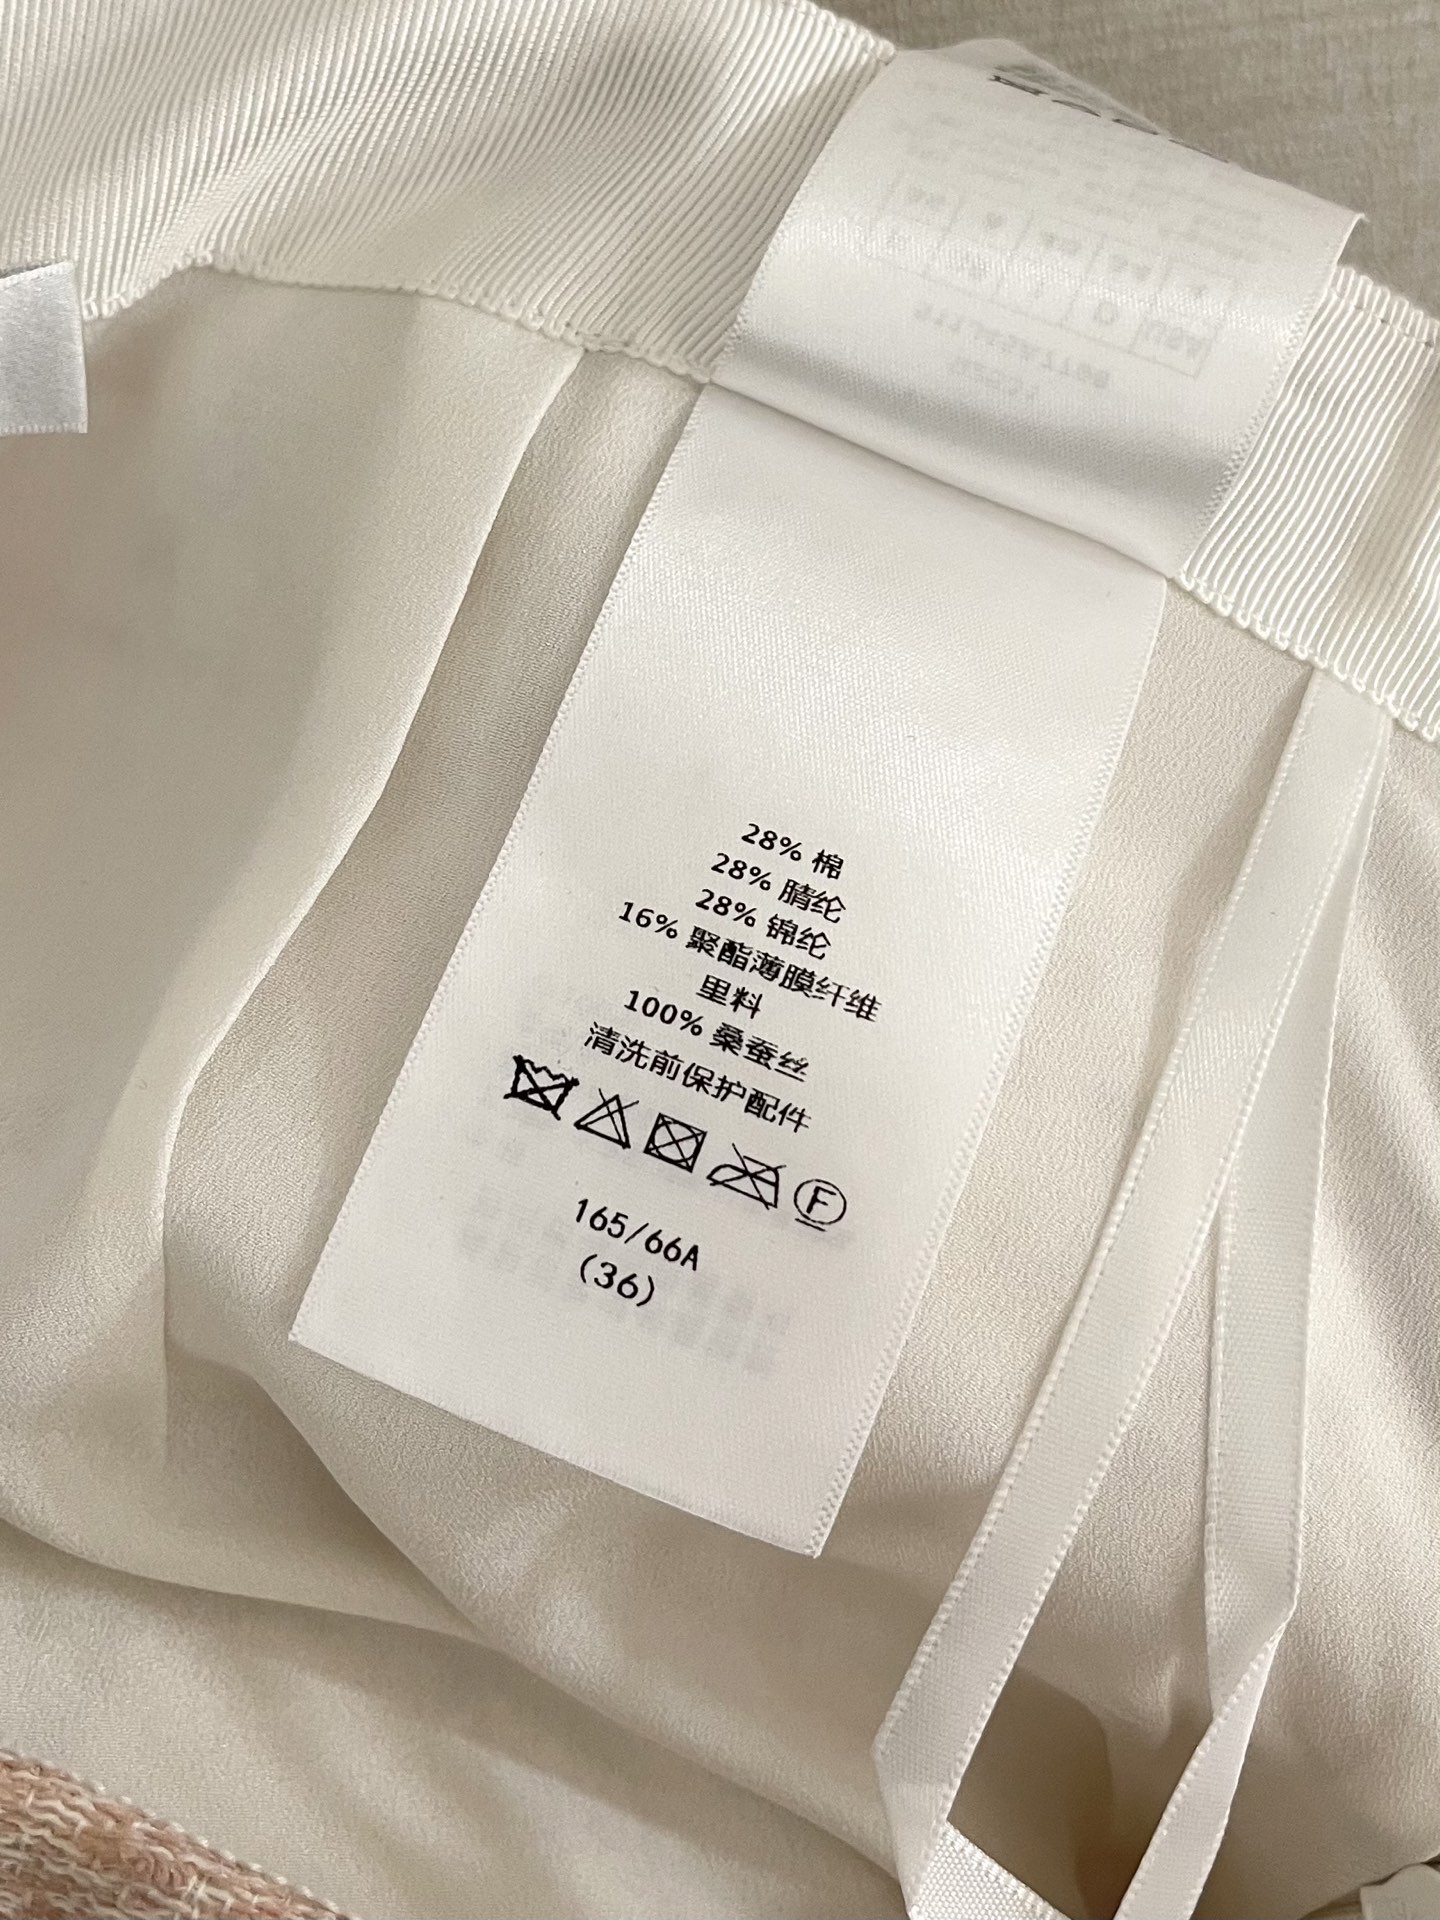 28% 棉
28% 腈纶
28% 锦纶
16% 聚酯薄膜纤维
里料
100% 桑蚕丝
清洗前保护配件
F
165/66A
(36)